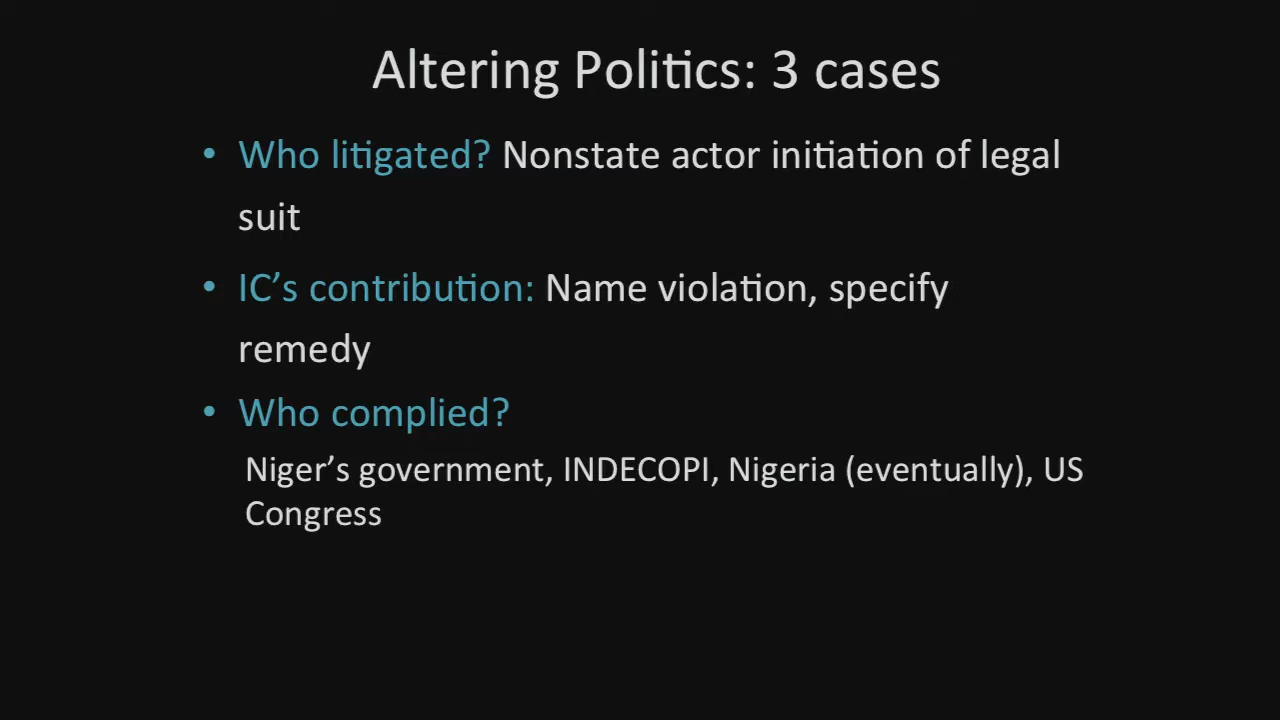 Altering Politics: 3 cases
• Who litigated? Nonstate actor initiation of legal
suit
• IC’s contribution: Name violation, specify
remedy
• Who complied?
Niger’s government, INDECOPI, Nigeria (eventually), US
Congress